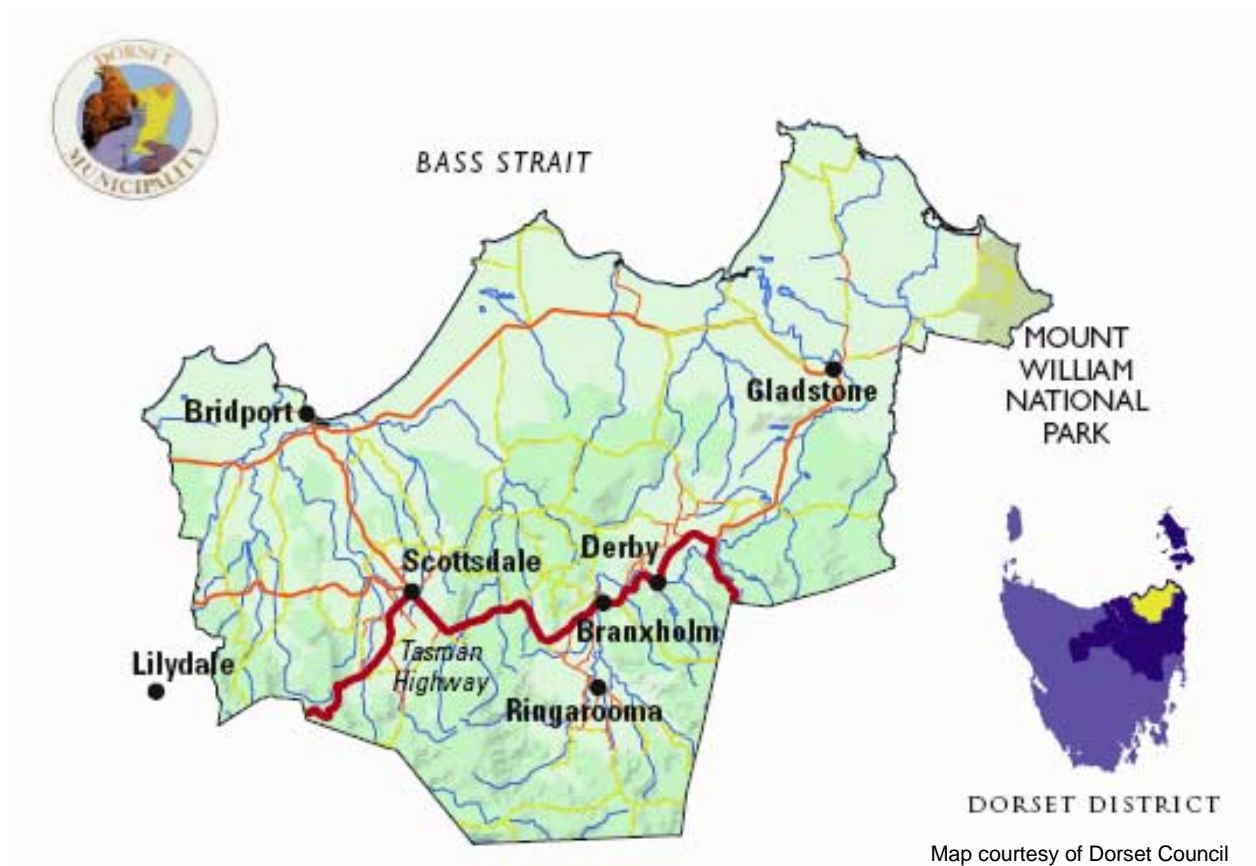 DORSET
MUNICIPALITY
BASS STRAIT
MOUNT
WILLIAM
NATIONAL
PARK
Gladstone
Bridport
Derby
Scottsdale
Branxholm
Tasman
Highway
Lilydale
Ringarooma
DORSET DISTRICT
Map courtesy of Dorset Council